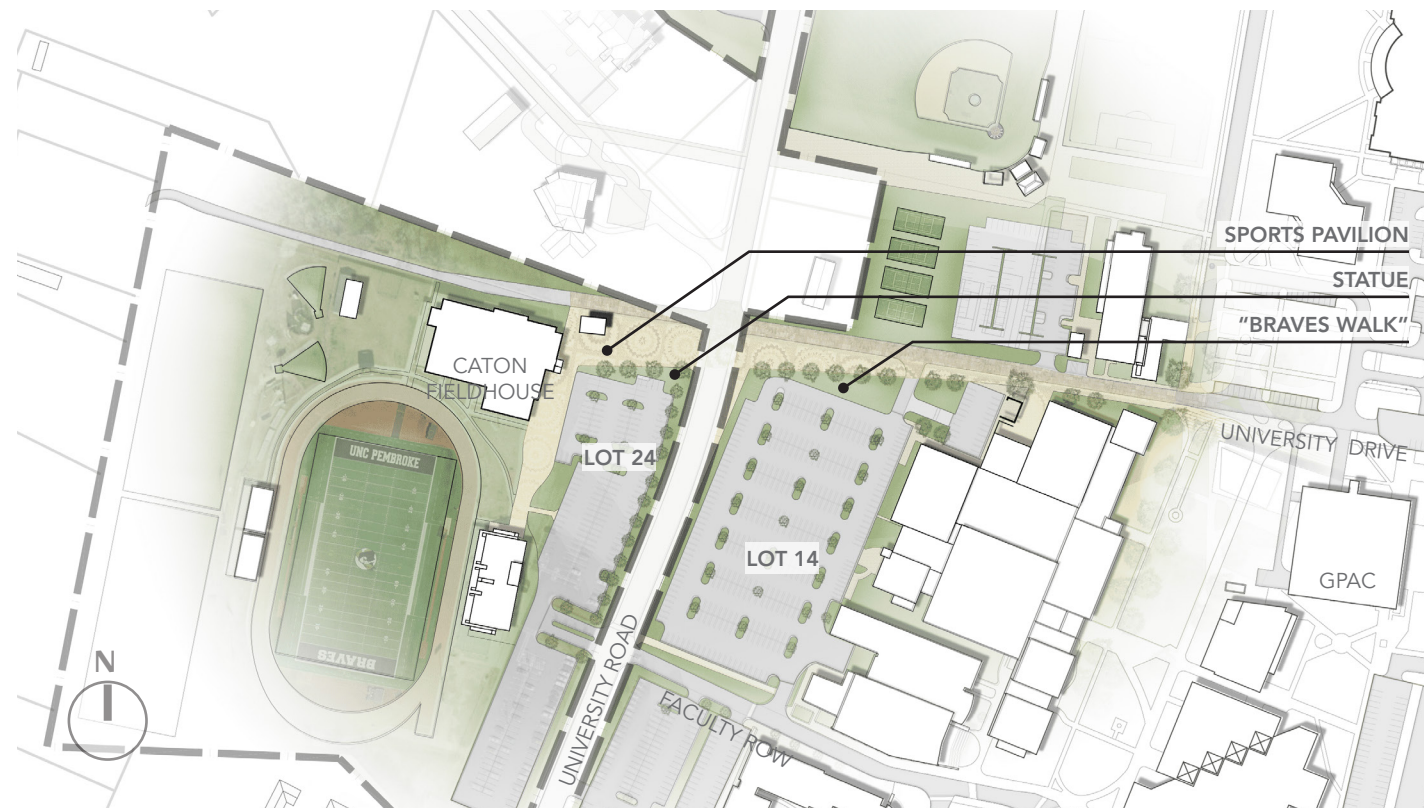 SPORTS PAVILION
STATUE
“BRAVES WALK”
CATON
FIELDHOUSE
UNIVERSITY DRIVE
UNC PEMBROKE
LOT 24
LOT 14
GPAC
BRAVES
N
UNIVERSITY ROAD
FACULTY ROW